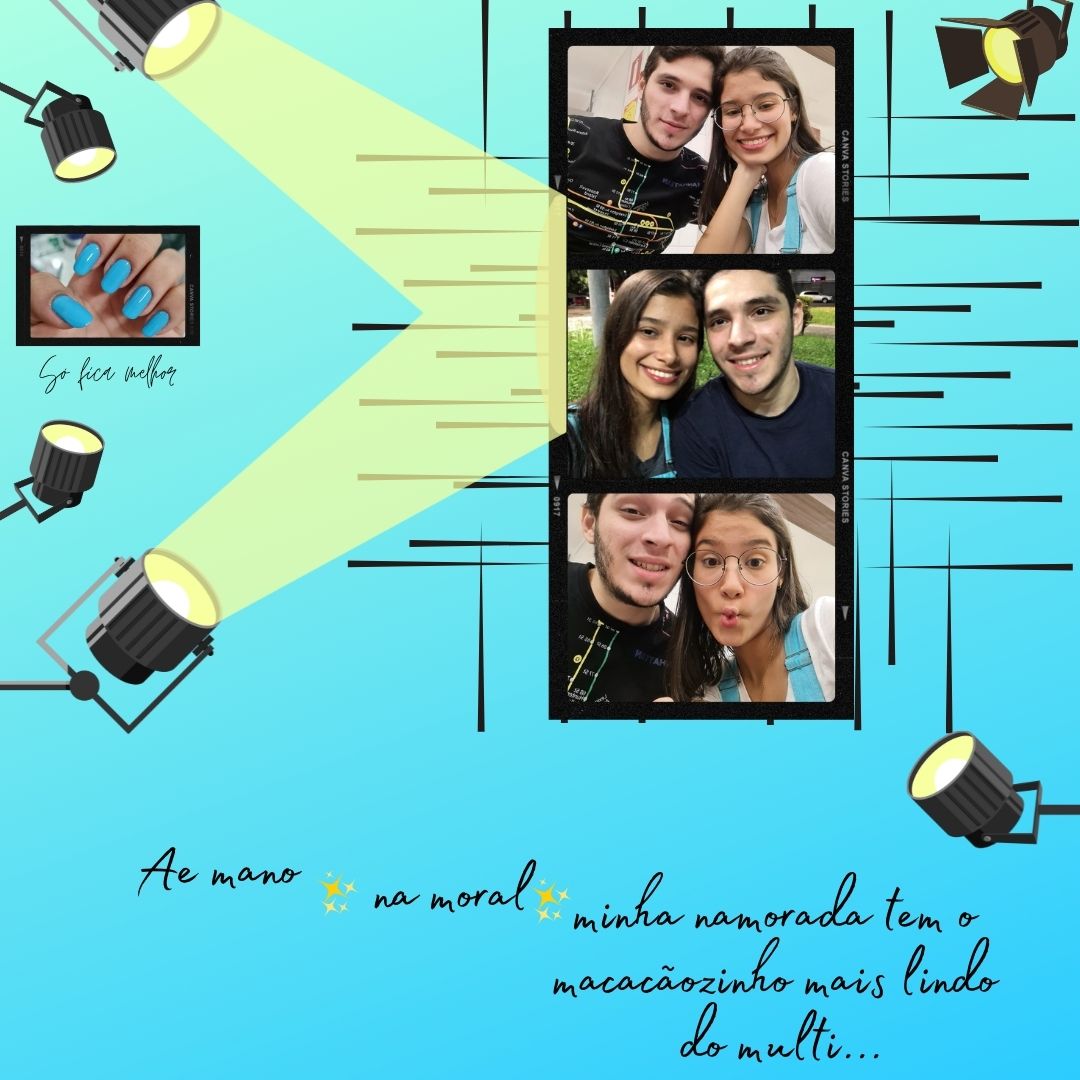 CANVA STORIES
CANVA STORIES
0917
CANVA STORIES
So fica melhor
Ae mano
na moral
minha namorada tem o
macacãozinho mais lindo
do multi...